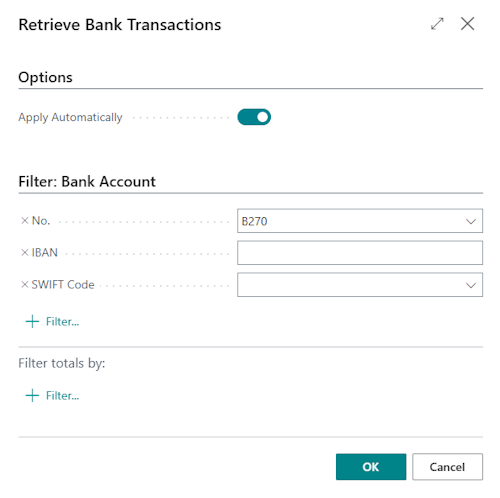 Retrieve Bank Transactions
Options
Apply Automatically
Filter: Bank Account
No. B270
IBAN
SWIFT Code
Filter...
Filter totals by:
Filter...
OK Cancel